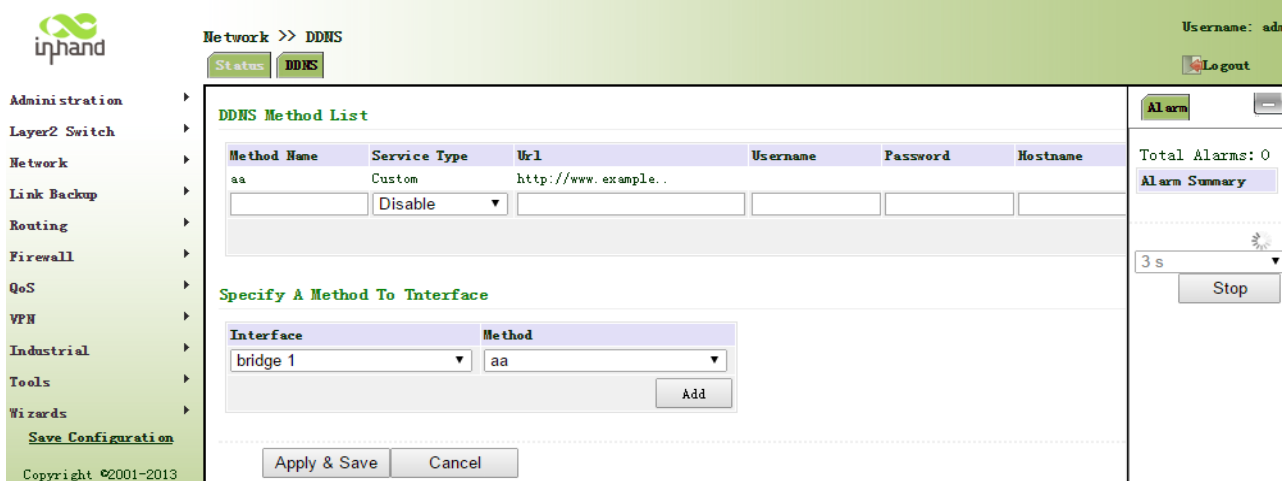 inhand
Network >> DDNS
Username: adm
Status DDNS
Logout
Administration
Layer2 Switch
Network
Link Backup
Routing
Firewall
QoS
VPN
Industrial
Tools
Wizards
Save Configuration
Copyright ©2001-2013
DDNS Method List
Method Name Service Type Url Username Password Hostname
aa Custom http://www.example..
Disable
Specify A Method To Tnterface
Interface Method
bridge 1 aa
Add
Apply & Save Cancel
Alarm
Total Alarms: 0
Alarm Summary
3 s
Stop